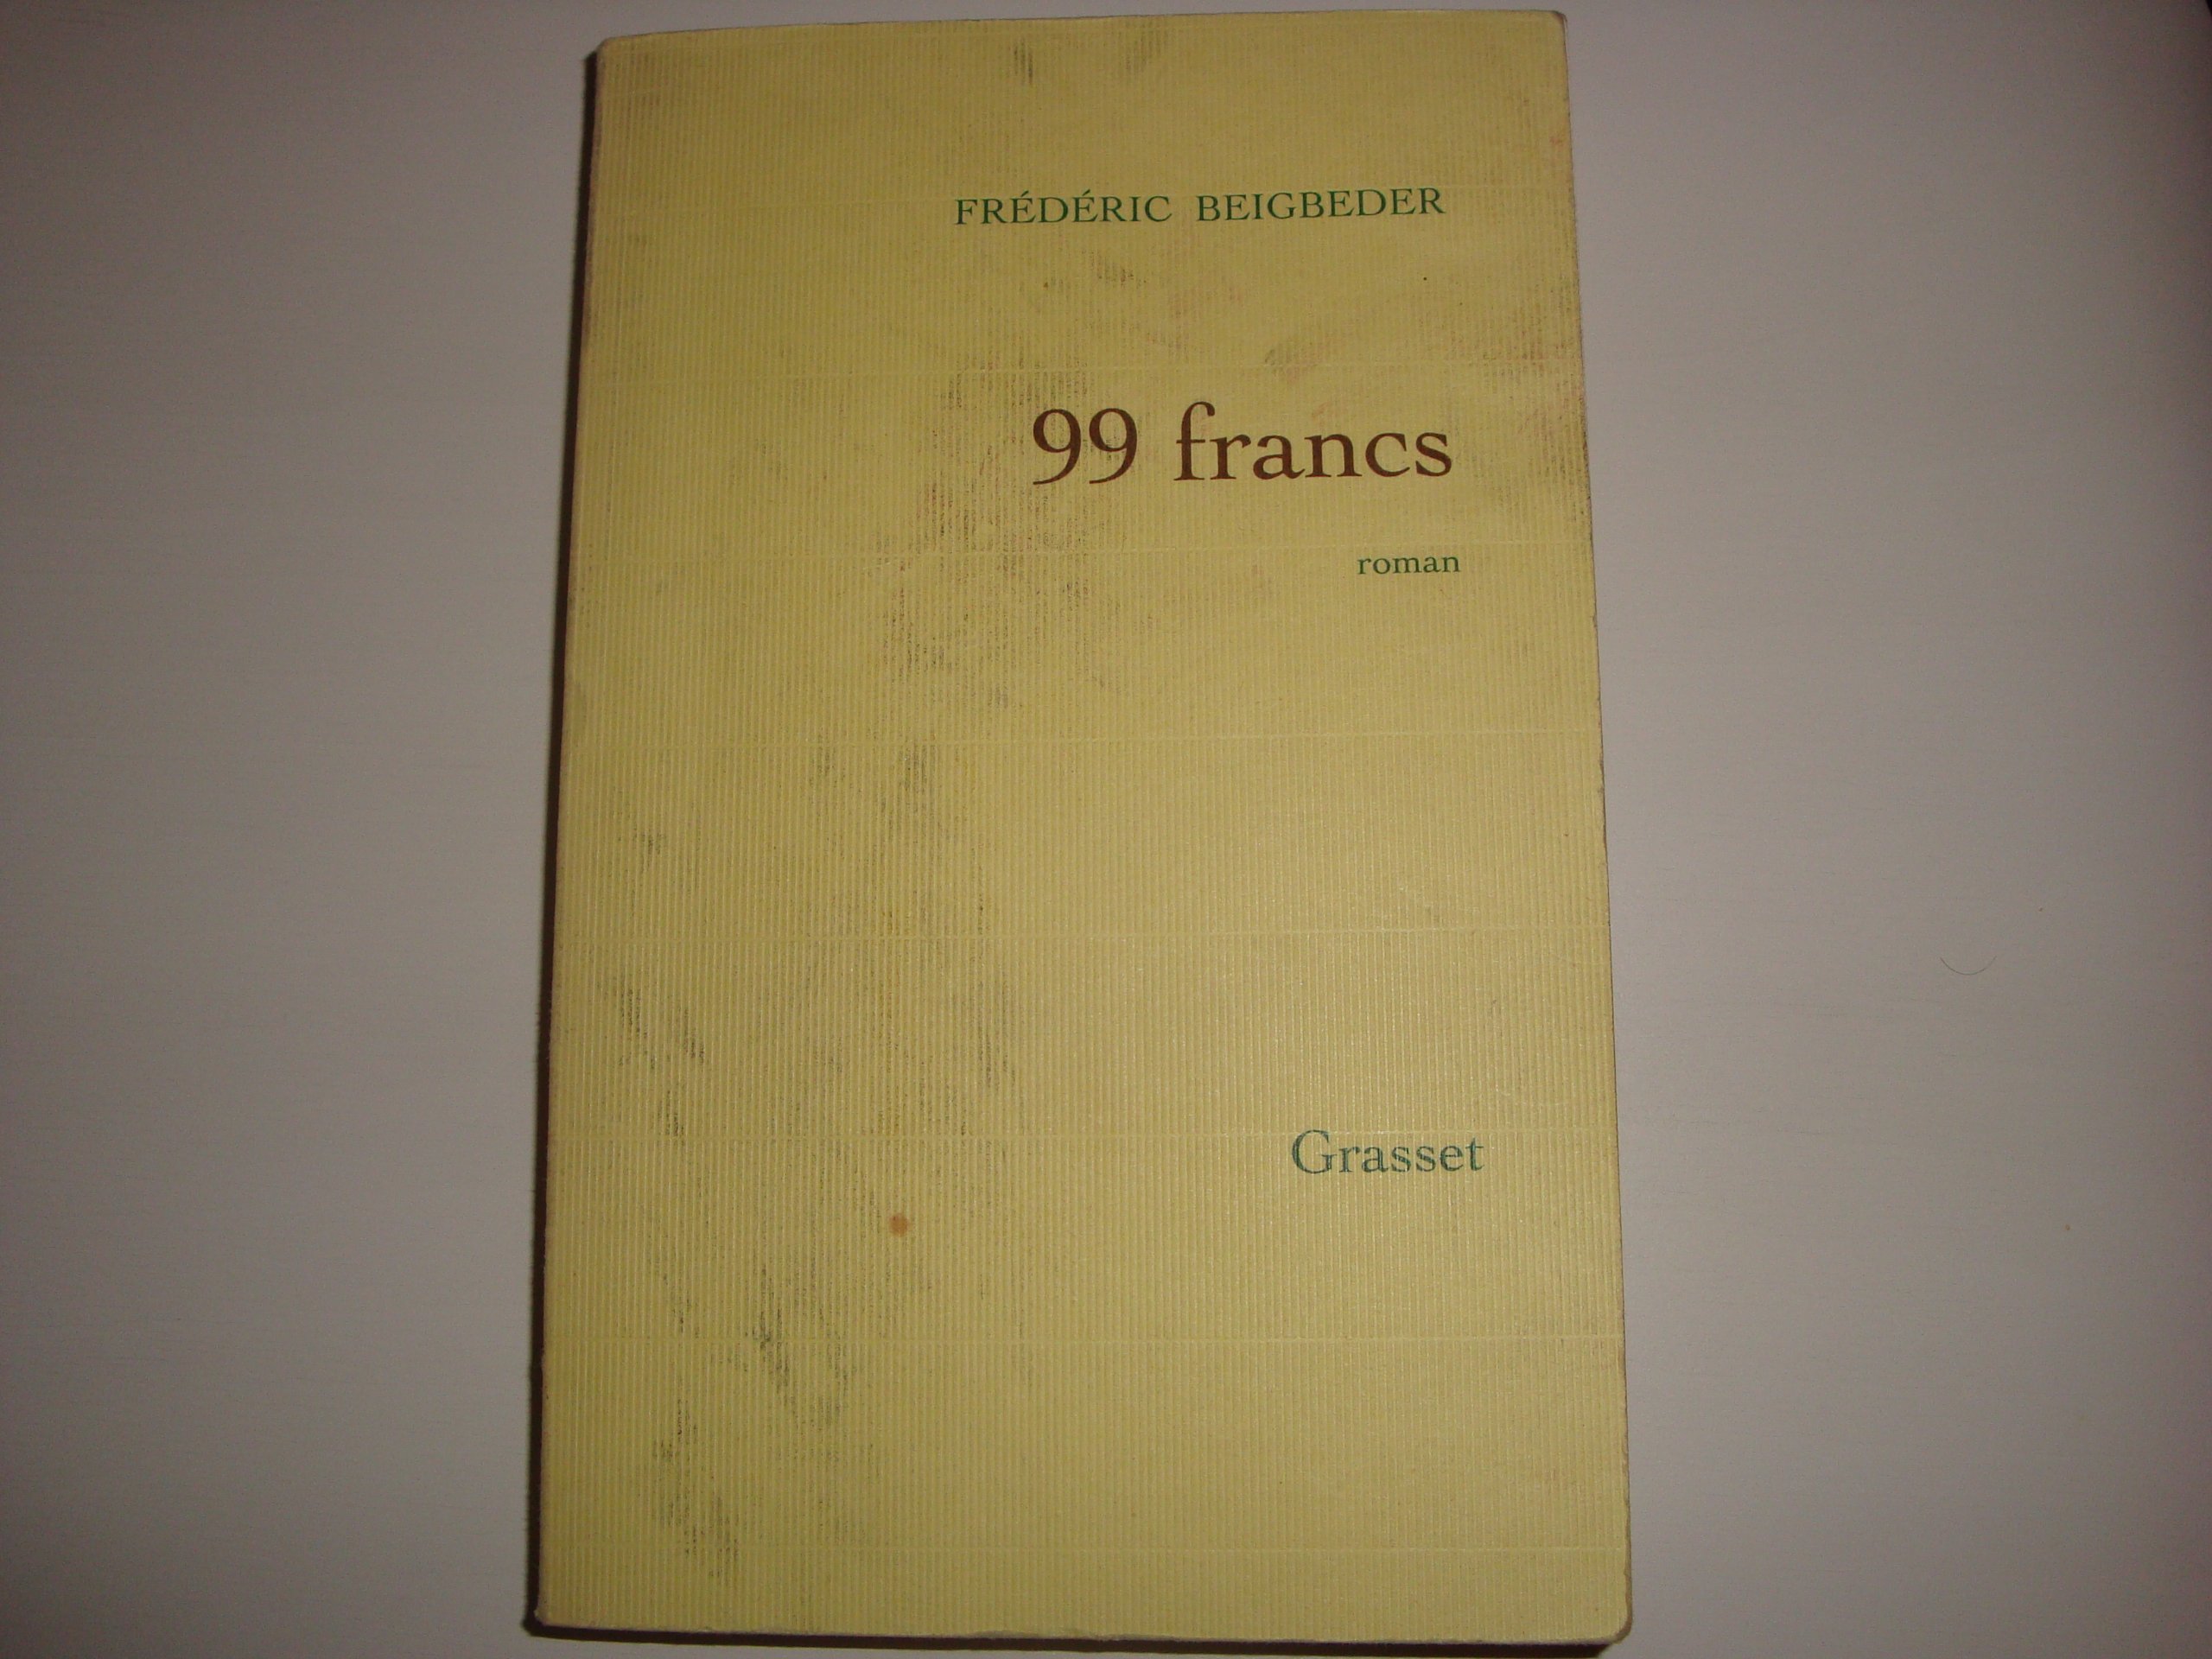 FRÉDÉRIC BEIGBEDER
99 francs
roman
Grasset